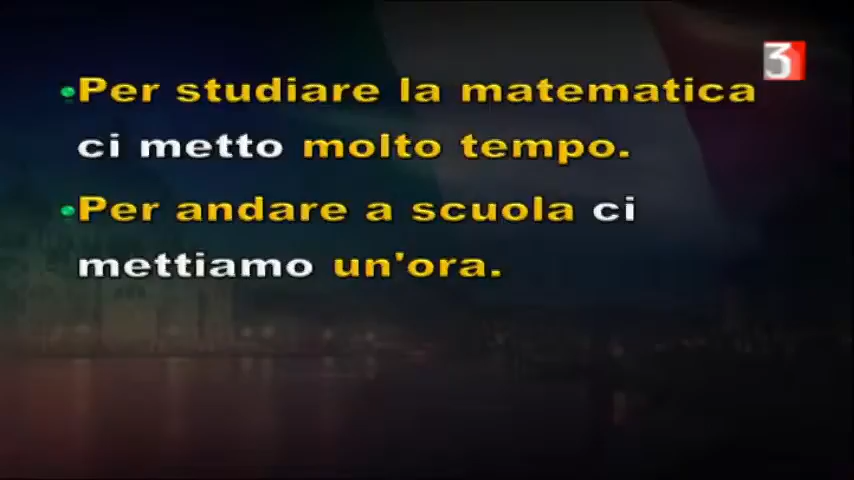 3
•Per studiare la matematica
ci metto molto tempo.
•Per andare a scuola ci
mettiamo un'ora.